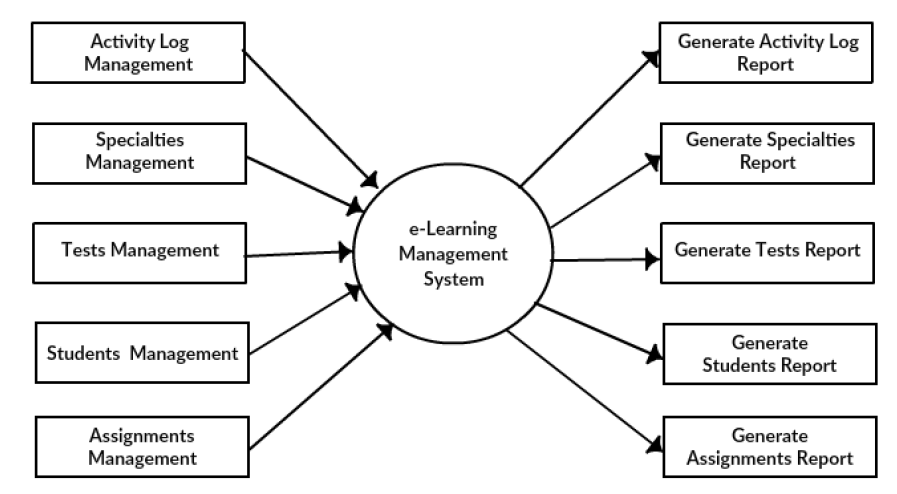 Activity Log
Management
Specialties
Management
Tests Management
Students Management
Assignments
Management
e-Learning
Management
System
Generate Activity Log
Report
Generate Specialties
Report
Generate Tests Report
Generate
Students Report
Generate
Assignments Report